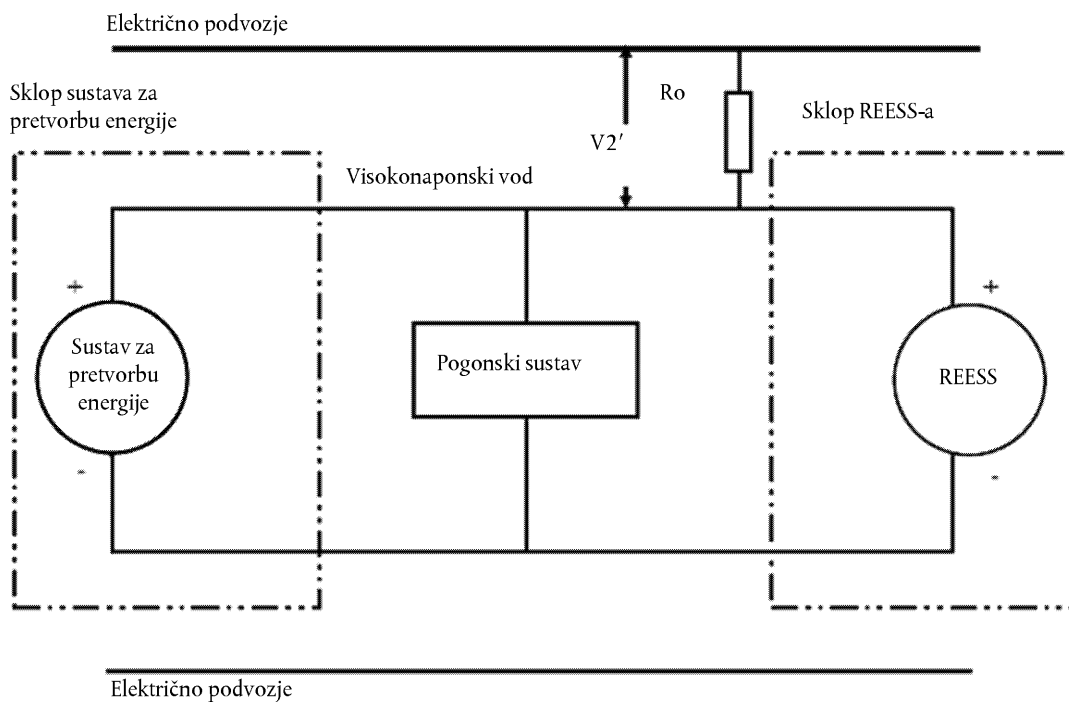 Električno podvozje
Sklop sustava za
pretvorbu energije
Ro
Sklop REESS-a
V2′
Visokonaponski vod
+
+
Sustav za
pretvorbu
energije
Pogonski sustav
REESS
-
-
Električno podvozje